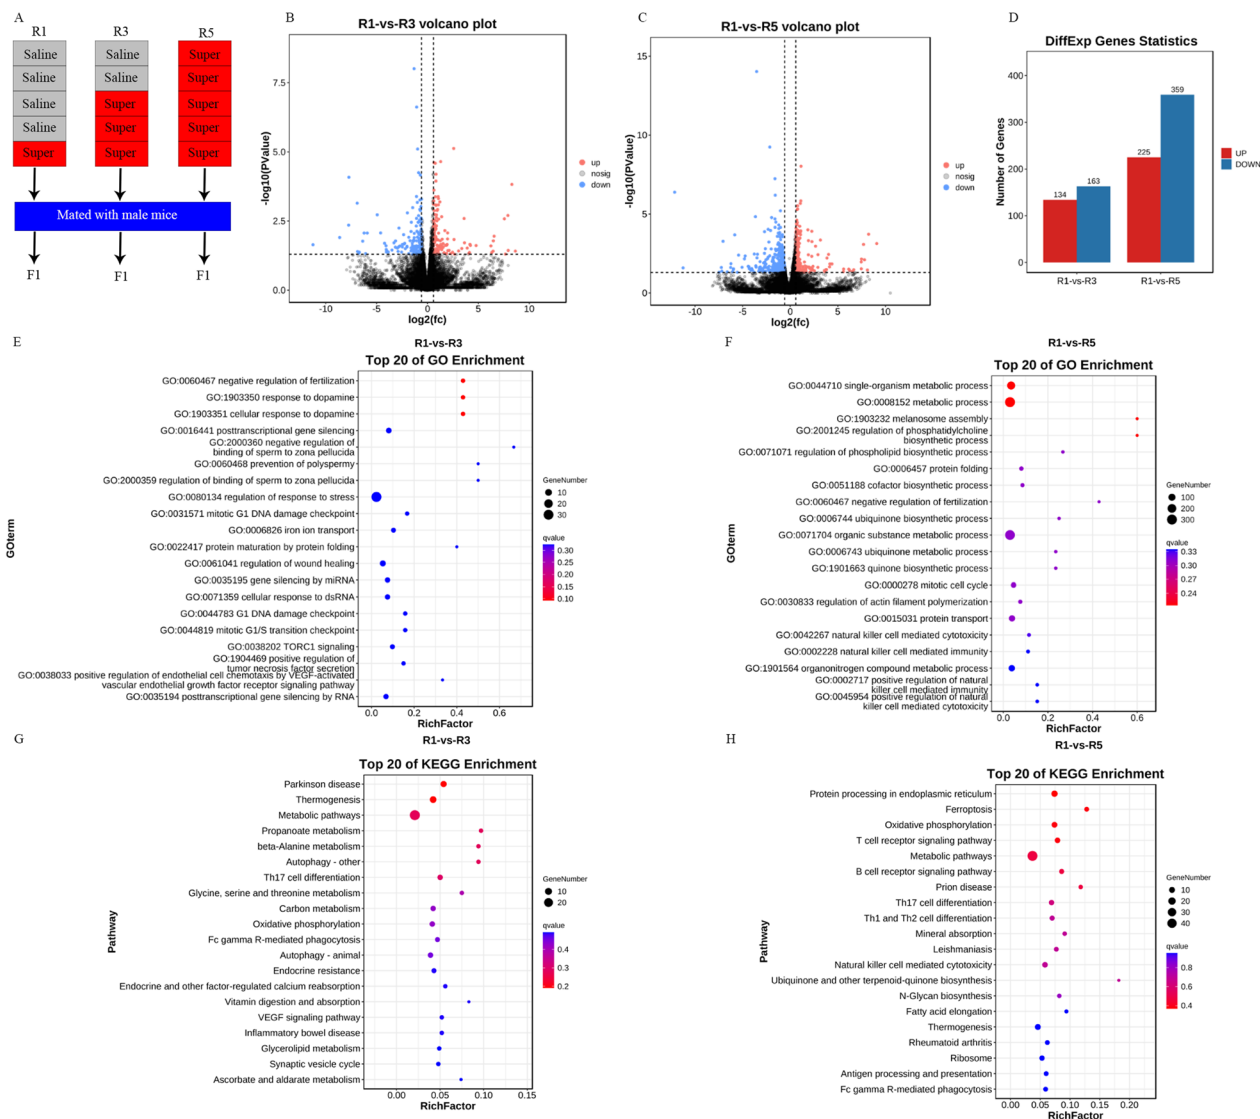 A
R1
R3
R5
Saline
Saline
Super
Saline
Saline
Super
Saline
Super
Super
Saline
Super
Super
Super
Super
Super
Mated with male mice
F1
F1
F1
B
R1-vs-R3 volcano plot
-log10(PValue)
7.5
5.0
2.5
0.0
-10
-5
0
5
10
log2(fc)
up
nosig
down
C
R1-vs-R5 volcano plot
-log10(PValue)
15
10
5
0
-10
-5
0
5
10
log2(fc)
up
nosig
down
D
DiffExp Genes Statistics
Number of Genes
400
300
200
100
0
134
163
225
359
R1-vs-R3
R1-vs-R5
UP
DOWN
E
R1-vs-R3
Top 20 of GO Enrichment
GOterm
GO:0060467 negative regulation of fertilization
GO:1903350 response to dopamine
GO:1903351 cellular response to dopamine
GO:0016441 posttranscriptional gene silencing
GO:2000360 negative regulation of
binding of sperm to zona pellucida
GO:0060468 prevention of polyspermy
GO:2000359 regulation of binding of sperm to zona pellucida
GO:0080134 regulation of response to stress
GO:0031571 mitotic G1 DNA damage checkpoint
GO:0006826 iron ion transport
GO:0022417 protein maturation by protein folding
GO:0061041 regulation of wound healing
GO:0035195 gene silencing by miRNA
GO:0071359 cellular response to dsRNA
GO:0044783 G1 DNA damage checkpoint
GO:0044819 mitotic G1/S transition checkpoint
GO:0038202 TORC1 signaling
GO:1904469 positive regulation of
tumor necrosis factor secretion
GO:0038033 positive regulation of endothelial cell chemotaxis by VEGF-activated
vascular endothelial growth factor receptor signaling pathway
GO:0035194 posttranscriptional gene silencing by RNA
0.0
0.2
0.4
0.6
RichFactor
GeneNumber
10
20
30
qvalue
0.30
0.25
0.20
0.15
0.10
F
R1-vs-R5
Top 20 of GO Enrichment
GOterm
GO:0044710 single-organism metabolic process
GO:0008152 metabolic process
GO:1903232 melanosome assembly
GO:2001245 regulation of phosphatidylcholine
biosynthetic process
GO:0071071 regulation of phospholipid biosynthetic process
GO:0006457 protein folding
GO:0051188 cofactor biosynthetic process
GO:0060467 negative regulation of fertilization
GO:0006744 ubiquinone biosynthetic process
GO:0071704 organic substance metabolic process
GO:0006743 ubiquinone metabolic process
GO:1901663 quinone biosynthetic process
GO:0000278 mitotic cell cycle
GO:0030833 regulation of actin filament polymerization
GO:0015031 protein transport
GO:0042267 natural killer cell mediated cytotoxicity
GO:0002228 natural killer cell mediated immunity
GO:1901564 organonitrogen compound metabolic process
GO:0002717 positive regulation of natural
killer cell mediated immunity
GO:0045954 positive regulation of natural
killer cell mediated cytotoxicity
0.0
0.2
0.4
0.6
RichFactor
GeneNumber
100
200
300
qvalue
0.33
0.30
0.27
0.24
G
R1-vs-R3
Top 20 of KEGG Enrichment
Pathway
Parkinson disease
Thermogenesis
Metabolic pathways
Propanoate metabolism
beta-Alanine metabolism
Autophagy - other
Th17 cell differentiation
Glycine, serine and threonine metabolism
Carbon metabolism
Oxidative phosphorylation
Fc gamma R-mediated phagocytosis
Autophagy - animal
Endocrine resistance
Endocrine and other factor-regulated calcium reabsorption
Vitamin digestion and absorption
VEGF signaling pathway
Inflammatory bowel disease
Glycerolipid metabolism
Synaptic vesicle cycle
Ascorbate and aldarate metabolism
0.00
0.05
0.10
0.15
RichFactor
GeneNumber
10
20
qvalue
0.4
0.3
0.2
H
R1-vs-R5
Top 20 of KEGG Enrichment
Pathway
Protein processing in endoplasmic reticulum
Ferroptosis
Oxidative phosphorylation
T cell receptor signaling pathway
Metabolic pathways
B cell receptor signaling pathway
Prion disease
Th17 cell differentiation
Th1 and Th2 cell differentiation
Mineral absorption
Leishmaniasis
Natural killer cell mediated cytotoxicity
Ubiquinone and other terpenoid-quinone biosynthesis
N-Glycan biosynthesis
Fatty acid elongation
Thermogenesis
Rheumatoid arthritis
Ribosome
Antigen processing and presentation
Fc gamma R-mediated phagocytosis
0.00
0.05
0.10
0.15
0.20
RichFactor
GeneNumber
10
20
30
40
qvalue
0.8
0.6
0.4